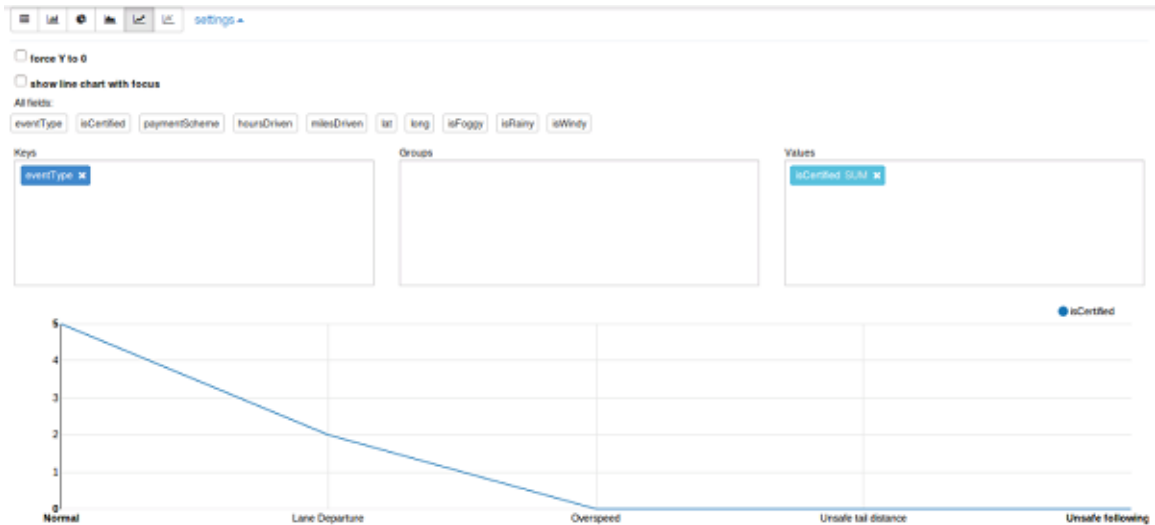 settings
force Y to 0
show line chart with focus
All fields:
eventType isCertified paymentScheme hoursDriven milesDriven lat long isFoggy isRainy isWindy
Keys Groups Values
eventType isCertified SUM
isCertified
5
4
3
2
1
0
Normal Lane Departure Overspeed Unsafe tail distance Unsafe following